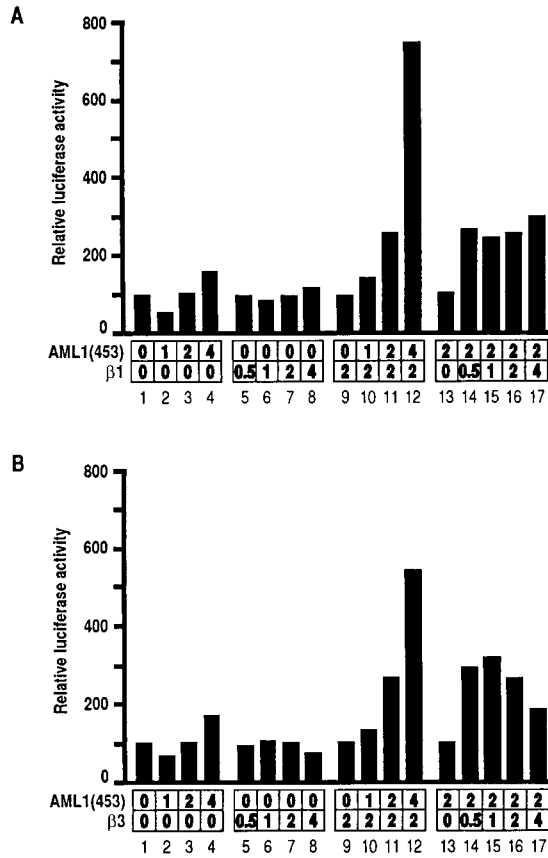 A
800
600
400
200
0
Relative luciferase activity
AML1(453) 0 1 2 4 0 0 0 0 0 1 2 4 2 2 2 2 2
β1 0 0 0 0 0.5 1 2 4 2 2 2 2 0 0.5 1 2 4
1 2 3 4 5 6 7 8 9 10 11 12 13 14 15 16 17
B
800
600
400
200
0
Relative luciferase activity
AML1(453) 0 1 2 4 0 0 0 0 0 1 2 4 2 2 2 2 2
β3 0 0 0 0 0.5 1 2 4 2 2 2 2 0 0.5 1 2 4
1 2 3 4 5 6 7 8 9 10 11 12 13 14 15 16 17